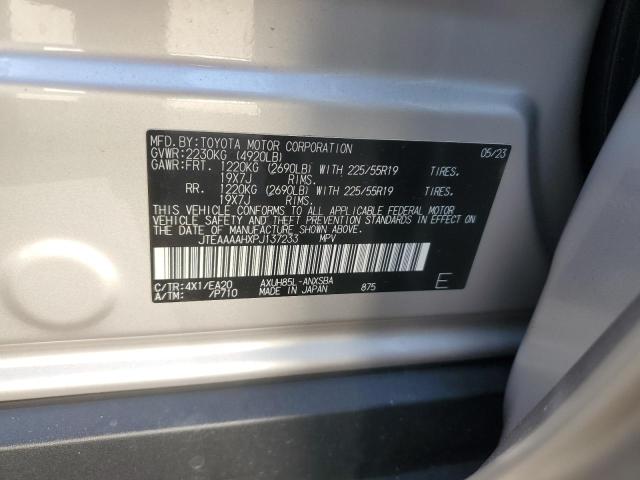 MFD.BY:TOYOTA MOTOR CORPORATION 05/23
GVWR:2230KG (4920LB)
GAWR:FRT. 1220KG (2690LB) WITH 225/55R19 TIRES.
19X7J RIMS.
RR. 1220KG (2690LB) WITH 225/55R19 TIRES.
19X7J RIMS.
THIS VEHICLE CONFORMS TO ALL APPLICABLE FEDERAL MOTOR
VEHICLE SAFETY AND THEFT PREVENTION STANDARDS IN EFFECT ON
THE DATE OF MANUFACTURE SHOWN ABOVE.
JTEAAAAHXPJ137233 MPV
C/TR:4X1/EA20 AXUH85L-ANXSBA
A/TM: /P710 MADE IN JAPAN 875 E